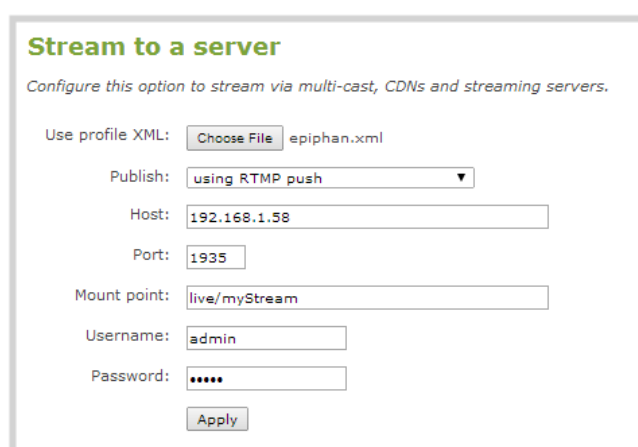 Stream to a server
Configure this option to stream via multi-cast, CDNs and streaming servers.
Use profile XML: Choose File epiphan.xml
Publish: using RTMP push
Host: 192.168.1.58
Port: 1935
Mount point: live/myStream
Username: admin
Password: •••••
Apply